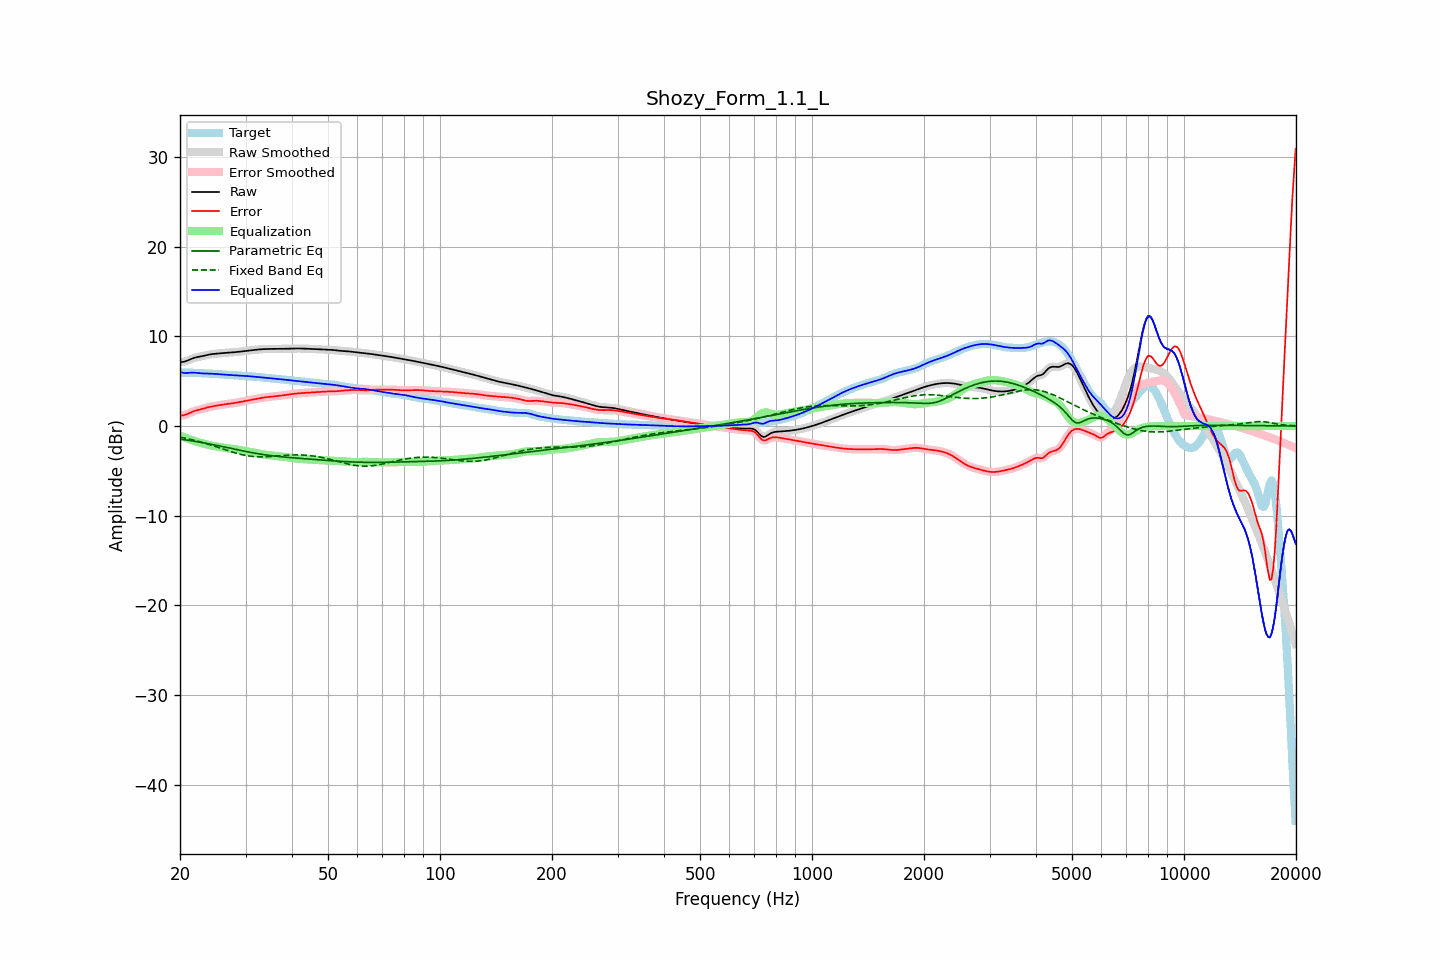 Shozy_Form_1.1_L
Target
Raw Smoothed
Error Smoothed
Raw
Error
Equalization
Parametric Eq
Fixed Band Eq
Equalized
Amplitude (dBr)
30
20
10
0
−10
−20
−30
−40
20 50 100 200 500 1000 2000 5000 10000 20000
Frequency (Hz)